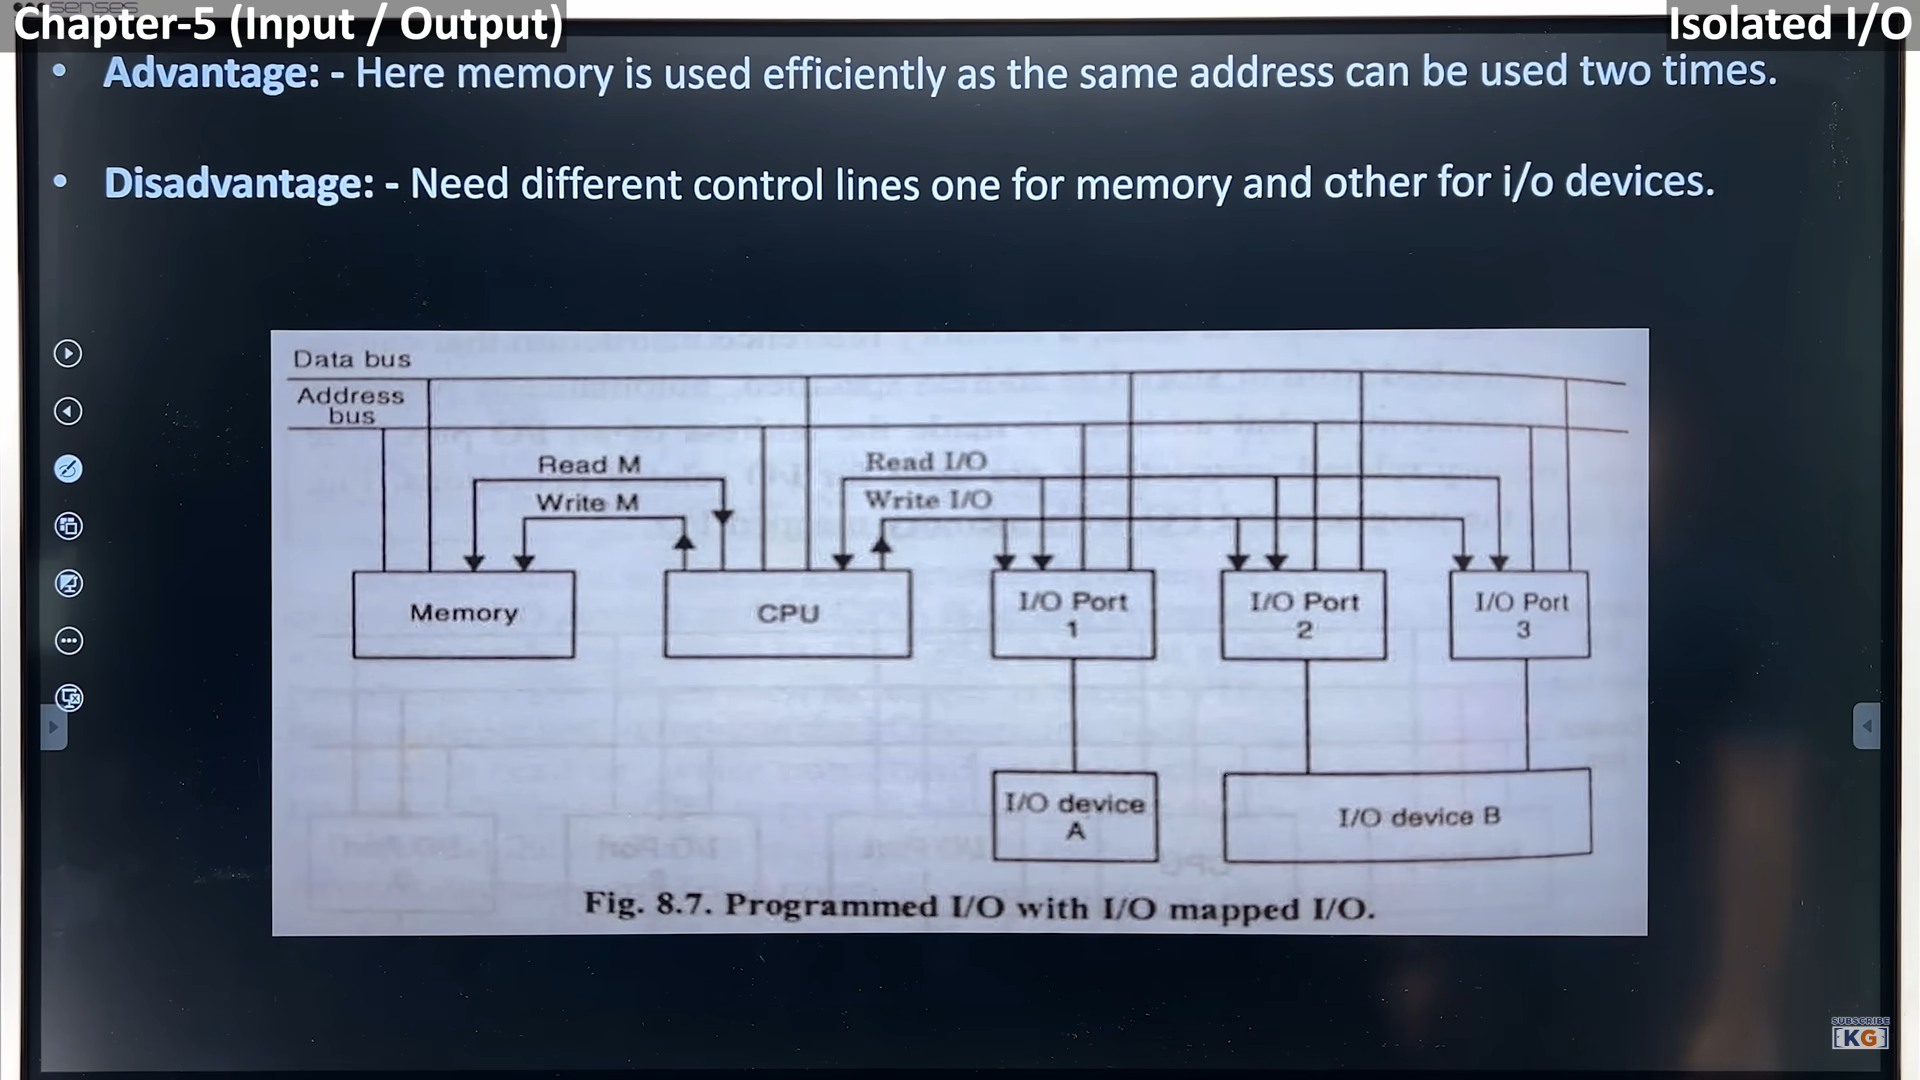 Chapter-5 (Input / Output)
Isolated I/O
• Advantage: - Here memory is used efficiently as the same address can be used two times.
• Disadvantage: - Need different control lines one for memory and other for i/o devices.
Data bus
Address
bus
Read M
Write M
Read I/O
Write I/O
Memory
CPU
I/O Port
1
I/O Port
2
I/O Port
3
I/O device
A
I/O device B
Fig. 8.7. Programmed I/O with I/O mapped I/O.
SUBSCRIBE
KG